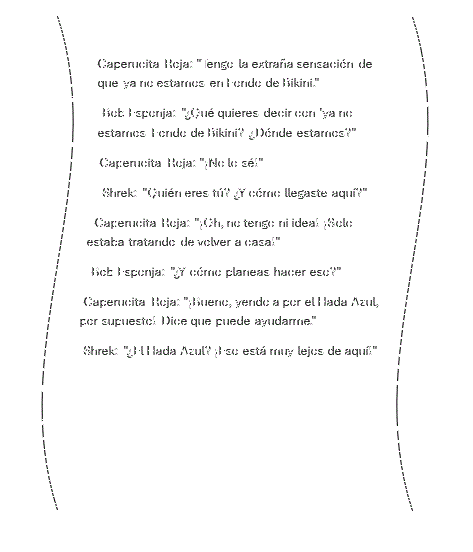 Caperucita Roja: "Tengo la extraña sensación de
que ya no estamos en Fondo de Bikini."
Bob Esponja: "¿Qué quieres decir con 'ya no
estamos Fondo de Bikini? ¿Dónde estamos?"
Caperucita Roja: "¡No lo sé!"
Shrek: "Quién eres tú? ¿Y cómo llegaste aquí?"
Caperucita Roja: "¡Oh, no tengo ni idea! ¡Solo
estaba tratando de volver a casa!"
Bob Esponja: "¿Y cómo planeas hacer eso?"
Caperucita Roja: "¡Bueno, yendo a por el Hada Azul,
por supuesto! Dice que puede ayudarme."
Shrek: "¿El Hada Azul? ¡Eso está muy lejos de aquí!"